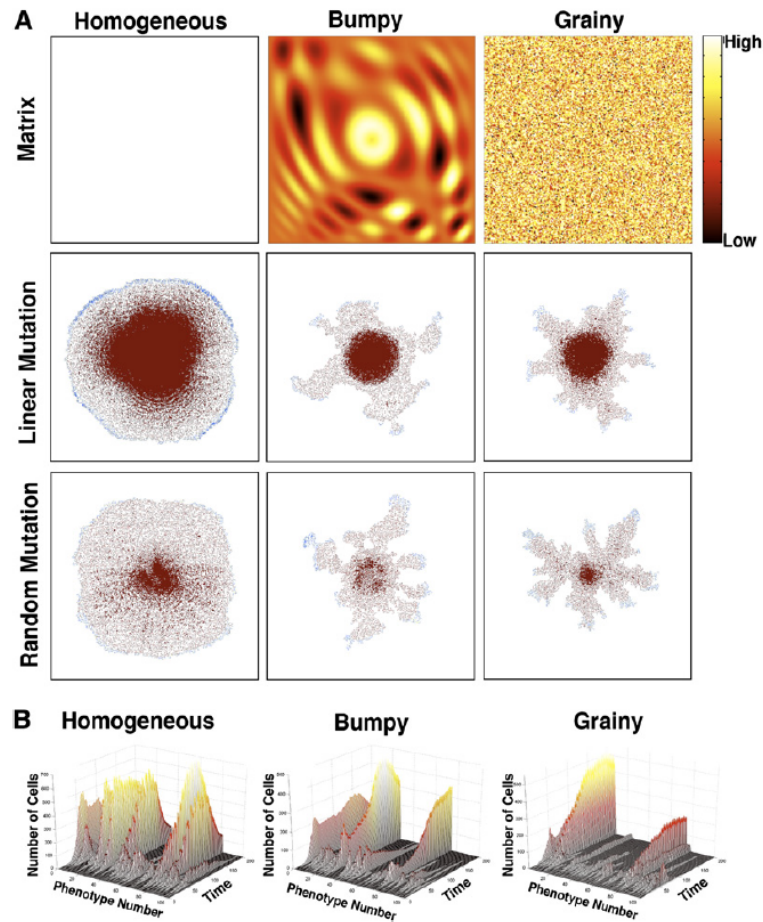 A
Homogeneous
Bumpy
Grainy
High
Low
Matrix
Linear Mutation
Random Mutation
B
Homogeneous
Bumpy
Grainy
Number of Cells
Phenotype Number
Time
Number of Cells
Phenotype Number
Time
Number of Cells
Phenotype Number
Time